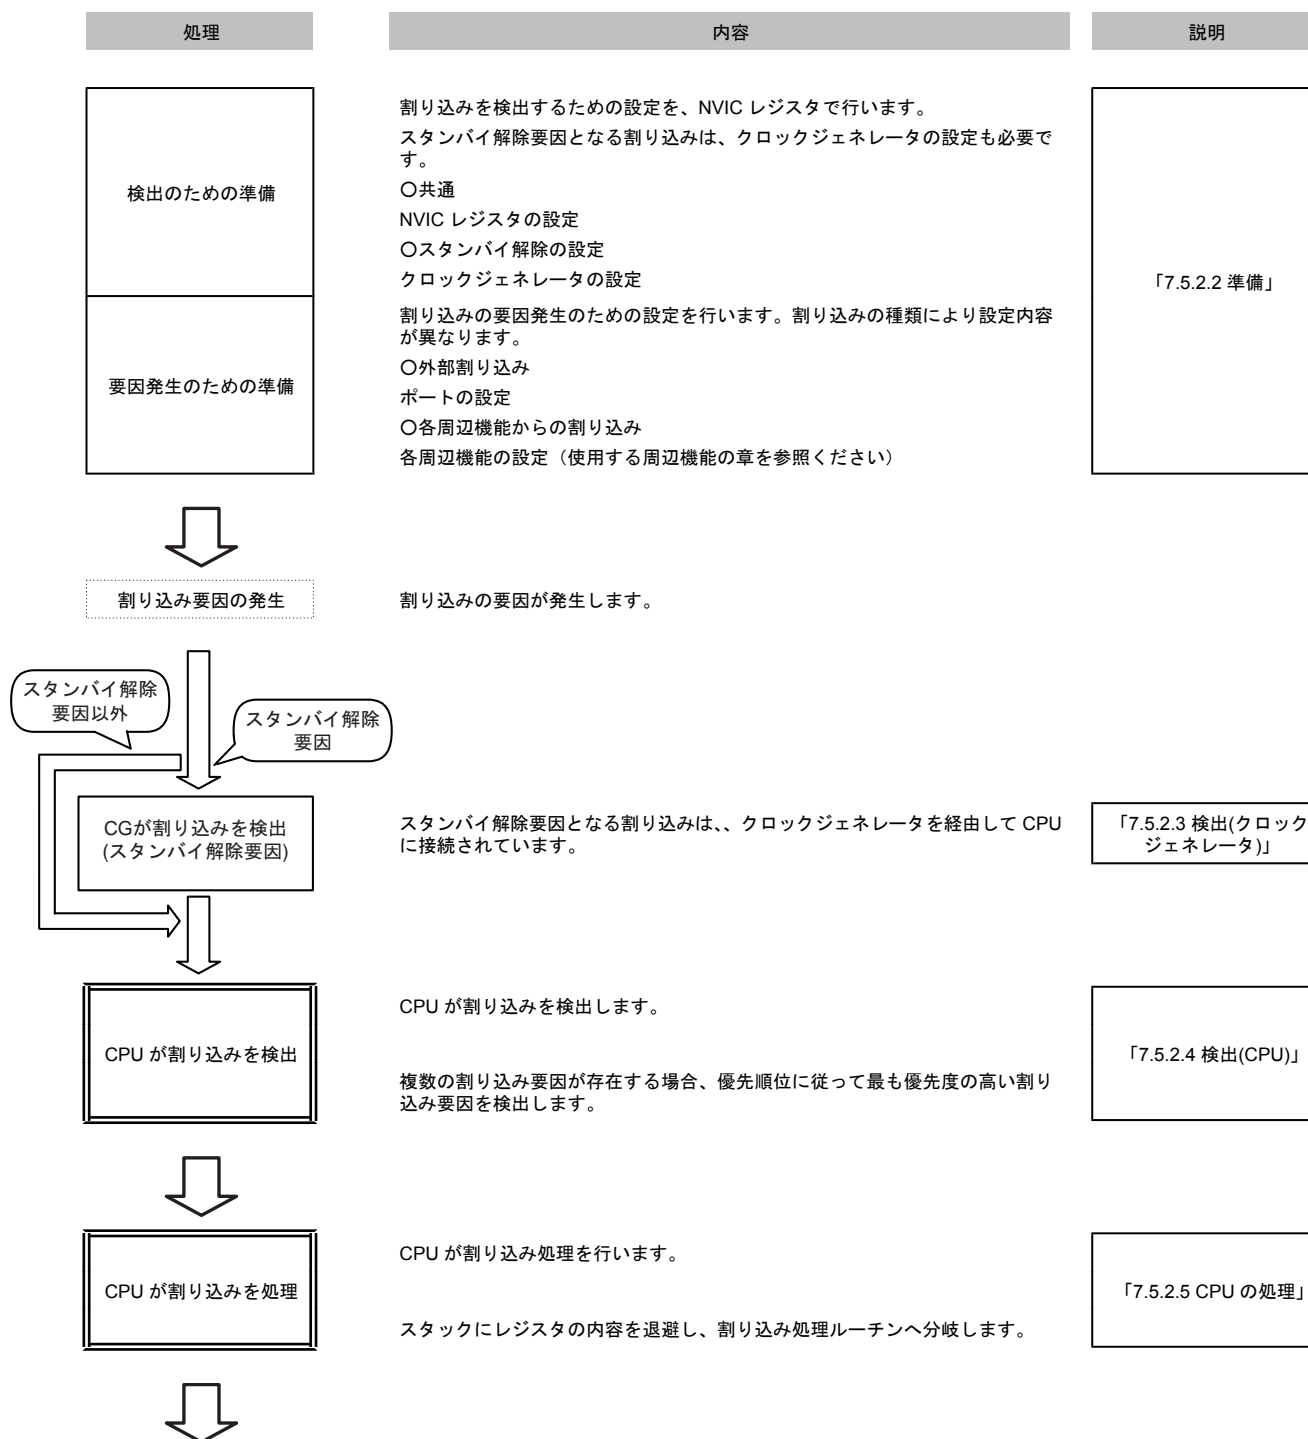 処理
内容
説明
検出のための準備
割り込みを検出するための設定を、NVIC レジスタで行います。
スタンバイ解除要因となる割り込みは、クロックジェネレータの設定も必要で
す。
〇共通
NVIC レジスタの設定
〇スタンバイ解除の設定
クロックジェネレータの設定
「7.5.2.2 準備」
要因発生のための準備
割り込みの要因発生のための設定を行います。割り込みの種類により設定内容
が異なります。
〇外部割り込み
ポートの設定
〇各周辺機能からの割り込み
各周辺機能の設定（使用する周辺機能の章を参照ください）
割り込み要因の発生
割り込みの要因が発生します。
スタンバイ解除
要因以外
スタンバイ解除
要因
CGが割り込みを検出
(スタンバイ解除要因)
スタンバイ解除要因となる割り込みは、、クロックジェネレータを経由して CPU
に接続されています。
「7.5.2.3 検出(クロック
ジェネレータ)」
CPU が割り込みを検出
CPU が割り込みを検出します。
複数の割り込み要因が存在する場合、優先順位に従って最も優先度の高い割り
込み要因を検出します。
「7.5.2.4 検出(CPU)」
CPU が割り込みを処理
CPU が割り込み処理を行います。
スタックにレジスタの内容を退避し、割り込み処理ルーチンへ分岐します。
「7.5.2.5 CPU の処理」